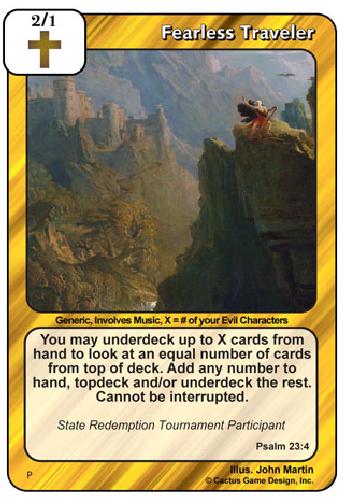 2/1
Fearless Traveler
Generic, Involves Music, X = # of your Evil Characters
You may underdeck up to X cards from
hand to look at an equal number of cards
from top of deck. Add any number to
hand, topdeck and/or underdeck the rest.
Cannot be interrupted.
State Redemption Tournament Participant
Psalm 23:4
P
Illus. John Martin
© Cactus Game Design, Inc.